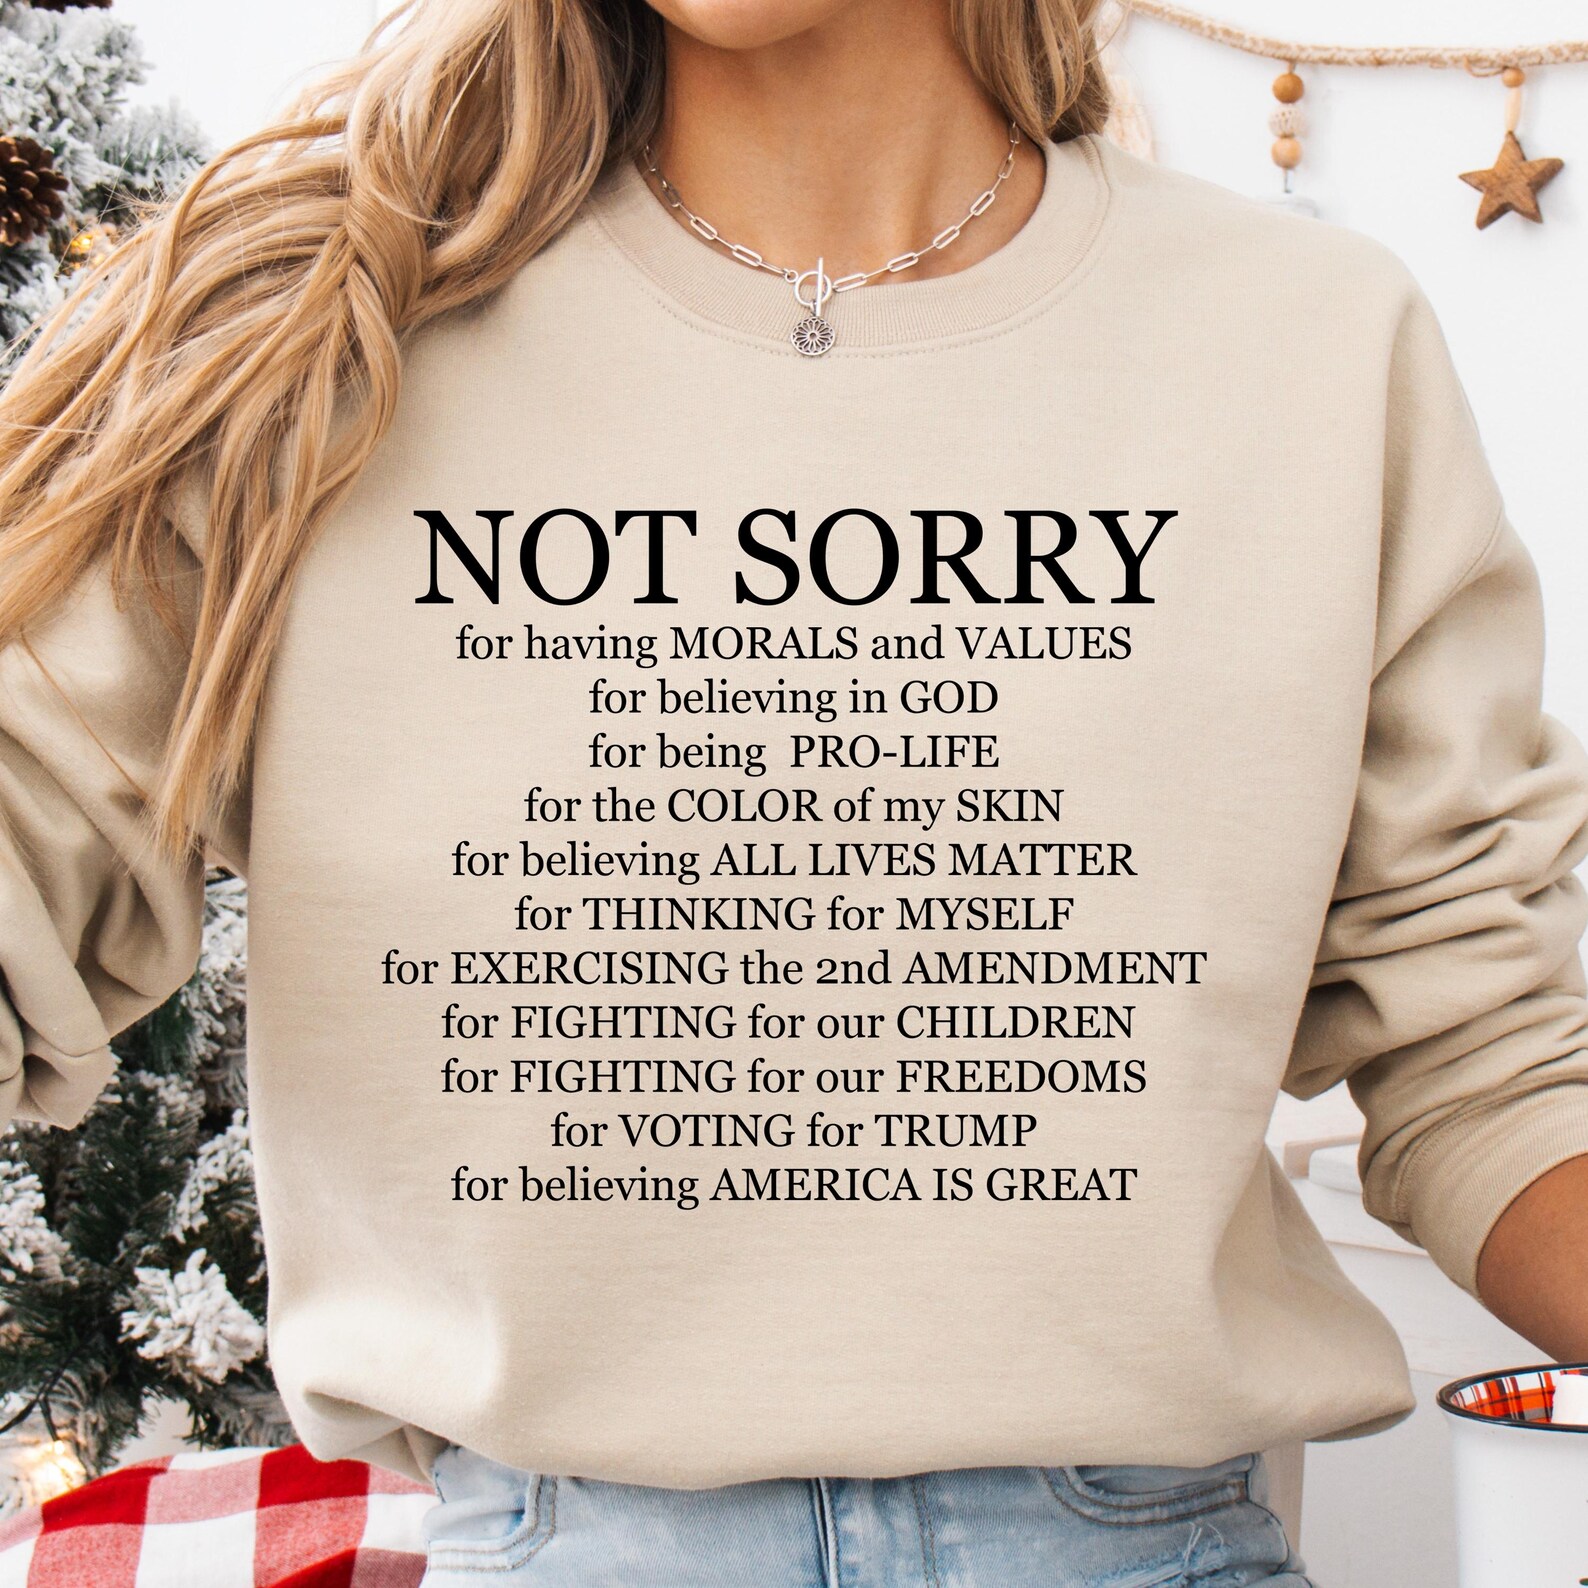 NOT SORRY
for having MORALS and VALUES
for believing in GOD
for being PRO-LIFE
for the COLOR of my SKIN
for believing ALL LIVES MATTER
for THINKING for MYSELF
for EXERCISING the 2nd AMENDMENT
for FIGHTING for our CHILDREN
for FIGHTING for our FREEDOMS
for VOTING for TRUMP
for believing AMERICA IS GREAT